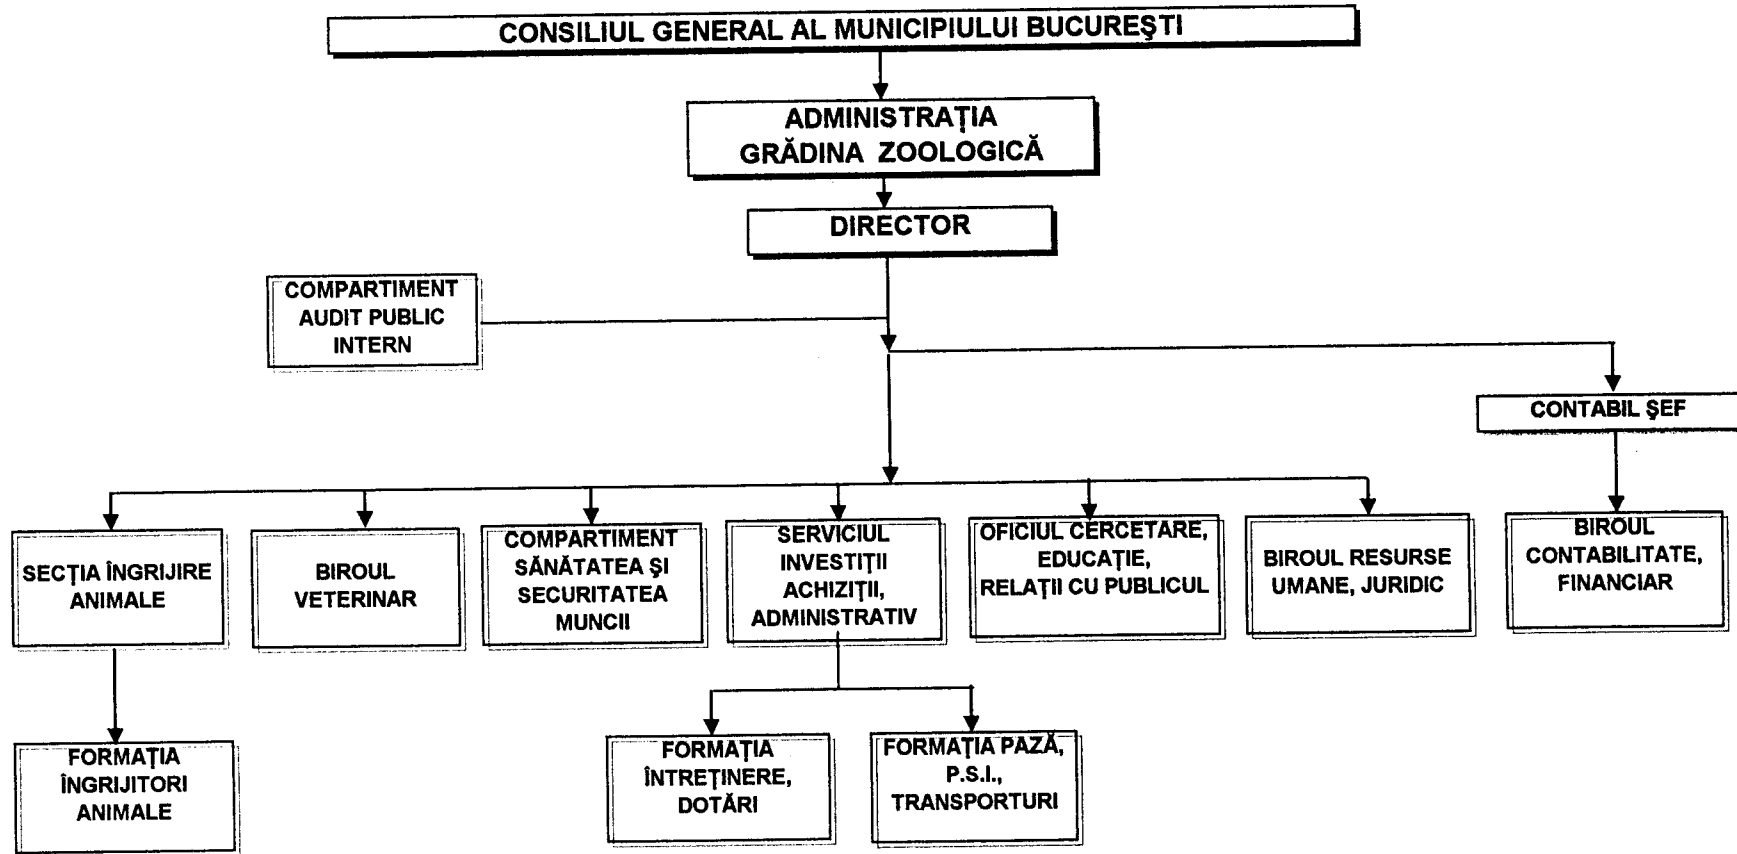 CONSILIUL GENERAL AL MUNICIPIULUI BUCUREŞTI
ADMINISTRAŢIA
GRĂDINA ZOOLOGICĂ
DIRECTOR
COMPARTIMENT
AUDIT PUBLIC
INTERN
CONTABIL ŞEF
SECŢIA ÎNGRIJIRE
ANIMALE
BIROUL
VETERINAR
COMPARTIMENT
SĂNĂTATEA ŞI
SECURITATEA
MUNCII
SERVICIUL
INVESTIŢII
ACHIZIŢII,
ADMINISTRATIV
OFICIUL CERCETARE,
EDUCAŢIE,
RELAŢII CU PUBLICUL
BIROUL RESURSE
UMANE, JURIDIC
BIROUL
CONTABILITATE,
FINANCIAR
FORMAŢIA
ÎNGRIJITORI
ANIMALE
FORMAŢIA
ÎNTREŢINERE,
DOTĂRI
FORMAŢIA PAZĂ,
P.S.I.,
TRANSPORTURI